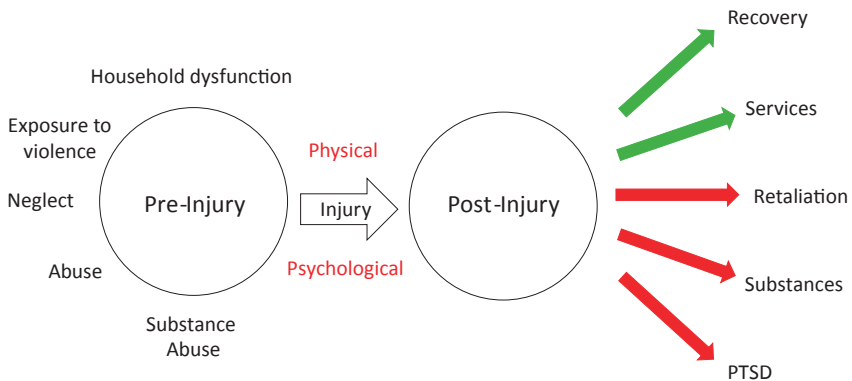 Recovery
Household dysfunction
Services
Exposure to
violence
Physical
Neglect
Pre-Injury
Injury
Post-Injury
Retaliation
Abuse
Psychological
Substances
Substance
Abuse
PTSD